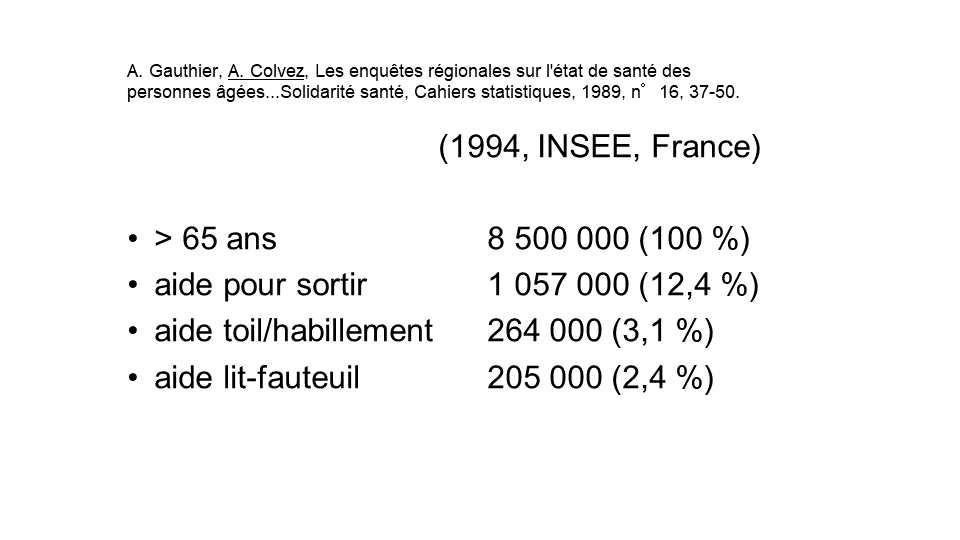 A. Gauthier, A. Colvez, Les enquêtes régionales sur l'état de santé des
personnes âgées...Solidarité santé, Cahiers statistiques, 1989, n° 16, 37-50.
(1994, INSEE, France)
• > 65 ans 8 500 000 (100 %)
• aide pour sortir 1 057 000 (12,4 %)
• aide toil/habillement 264 000 (3,1 %)
• aide lit-fauteuil 205 000 (2,4 %)